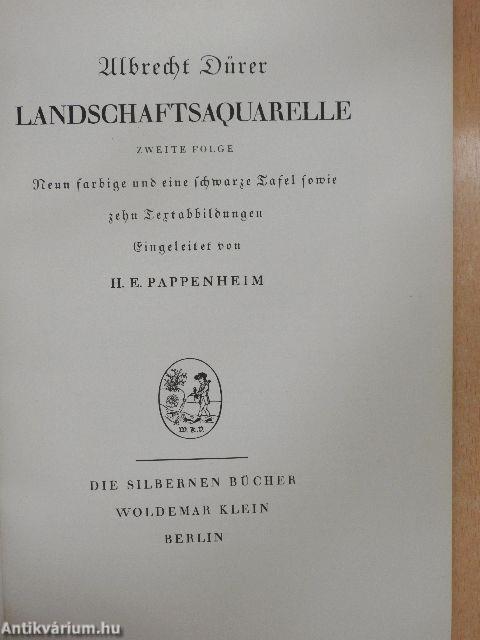 Albrecht Dürer
LANDSCHAFTSAQUARELLE
ZWEITE FOLGE
Neun farbige und eine schwarze Tafel sowie
zehn Textabbildungen
Eingeleitet von
H. E. PAPPENHEIM
W. K. V.
DIE SILBERNEN BÜCHER
WOLDEMAR KLEIN
BERLIN
Antikvárium.hu